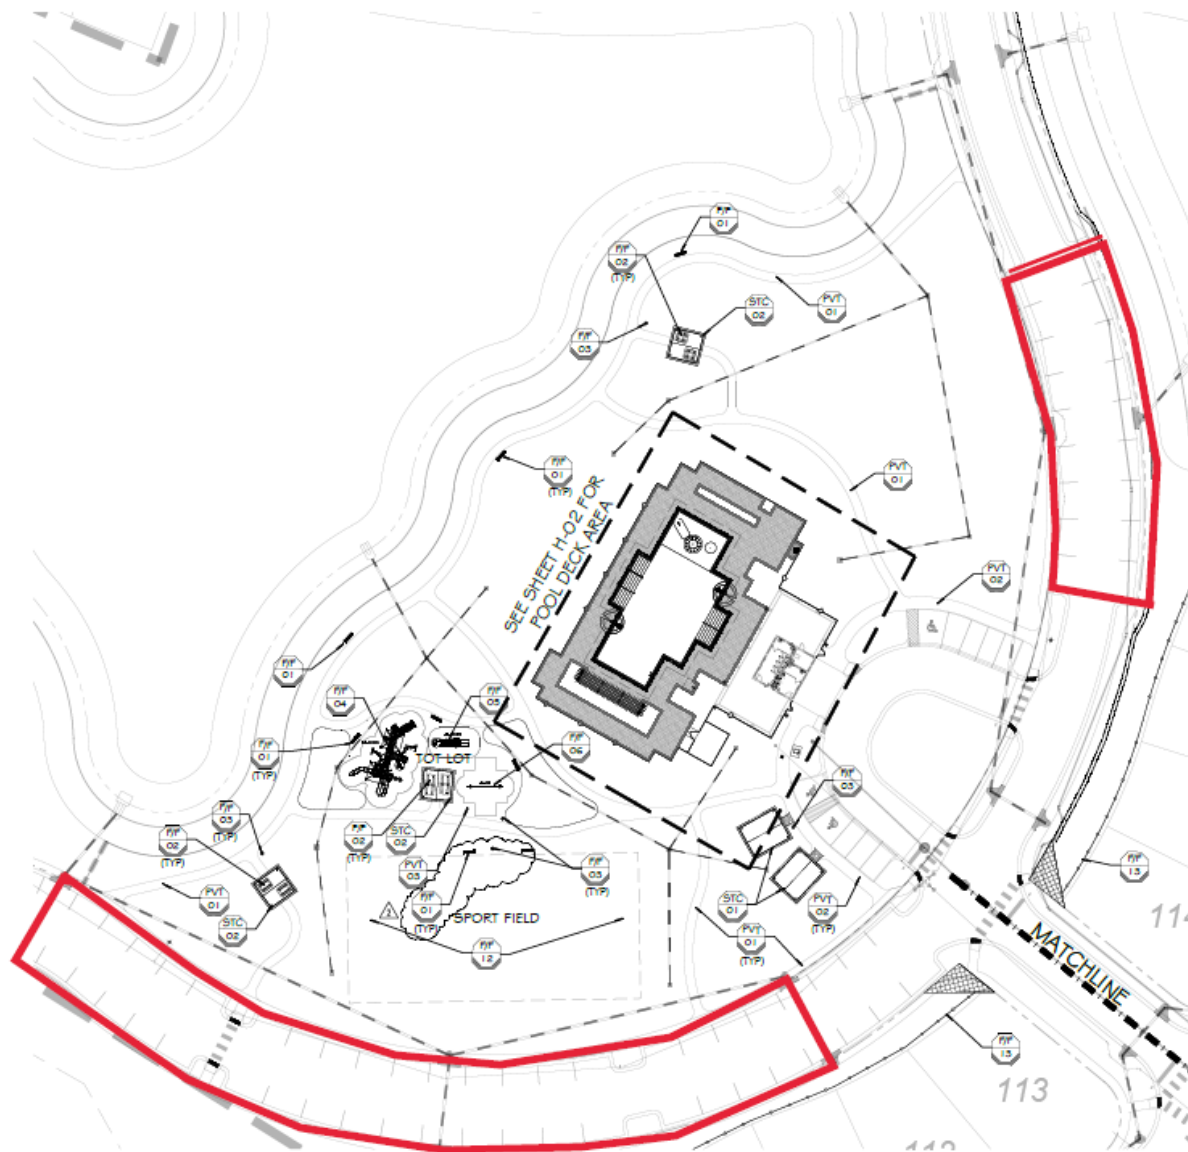 F/F
01
F/F
02
(TYP)
STC
02
PVT
01
F/F
03
F/F
01
(TYP)
PVT
01
SEE SHEET H-02 FOR
POOL DECK AREA
PVT
02
F/F
01
F/F
04
F/F
05
F/F
01
(TYP)
TOT LOT
F/F
06
F/F
03
F/F
03
(TYP)
F/F
02
(TYP)
F/F
02
(TYP)
STC
02
PVT
03
F/F
03
(TYP)
F/F
13
PVT
01
STC
02
2
F/F
01
(TYP)
SPORT FIELD
STC
01
PVT
02
(TYP)
PVT
01
(TYP)
F/F
12
MATCHLINE
F/F
13
113